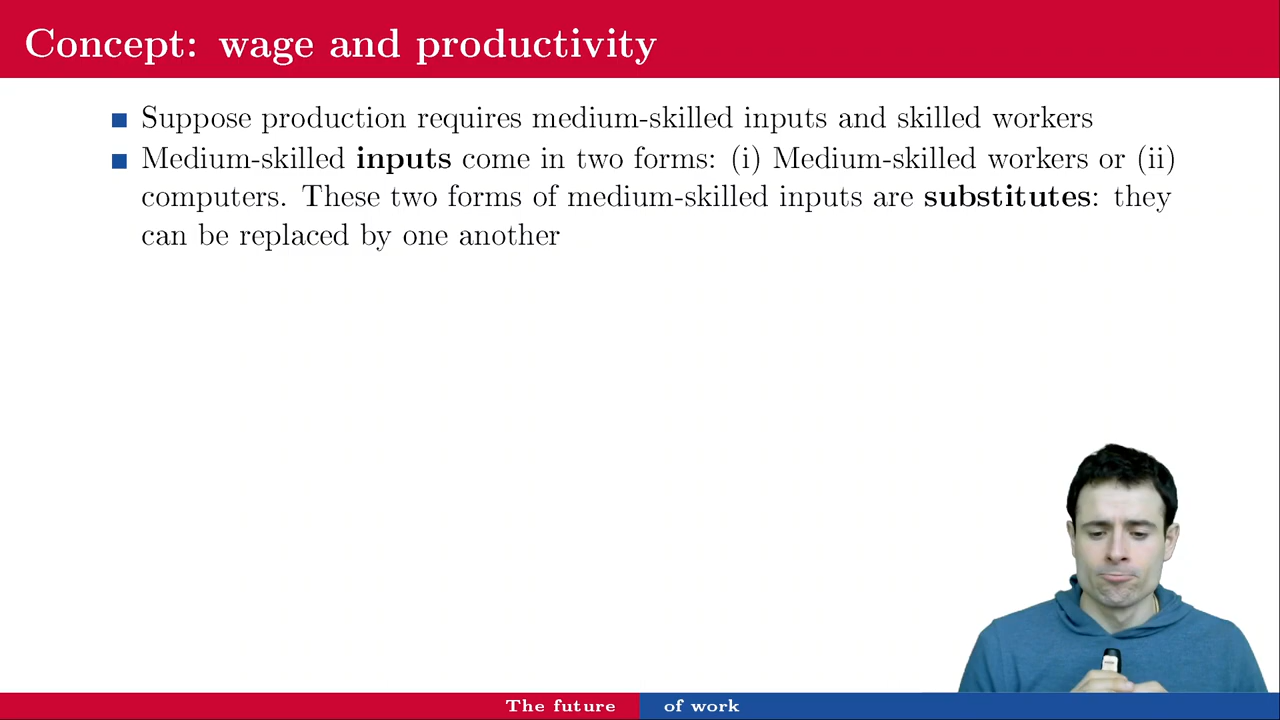 Concept: wage and productivity
Suppose production requires medium-skilled inputs and skilled workers
Medium-skilled inputs come in two forms: (i) Medium-skilled workers or (ii)
computers. These two forms of medium-skilled inputs are substitutes: they
can be replaced by one another
The future of work